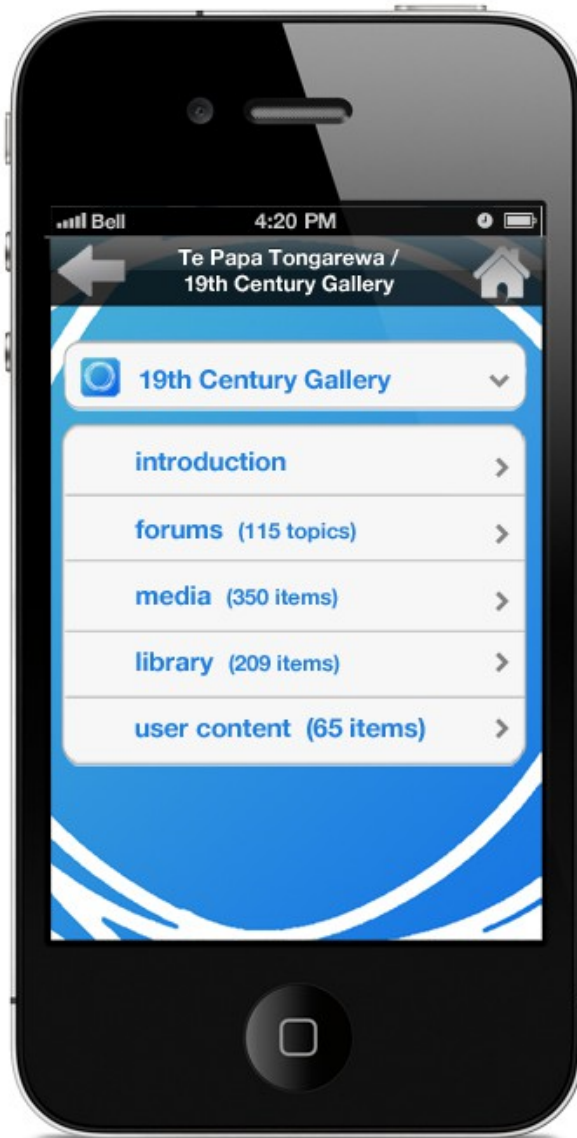 Bell 4:20 PM
Te Papa Tongarewa /
19th Century Gallery
19th Century Gallery
introduction
forums (115 topics)
media (350 items)
library (209 items)
user content (65 items)